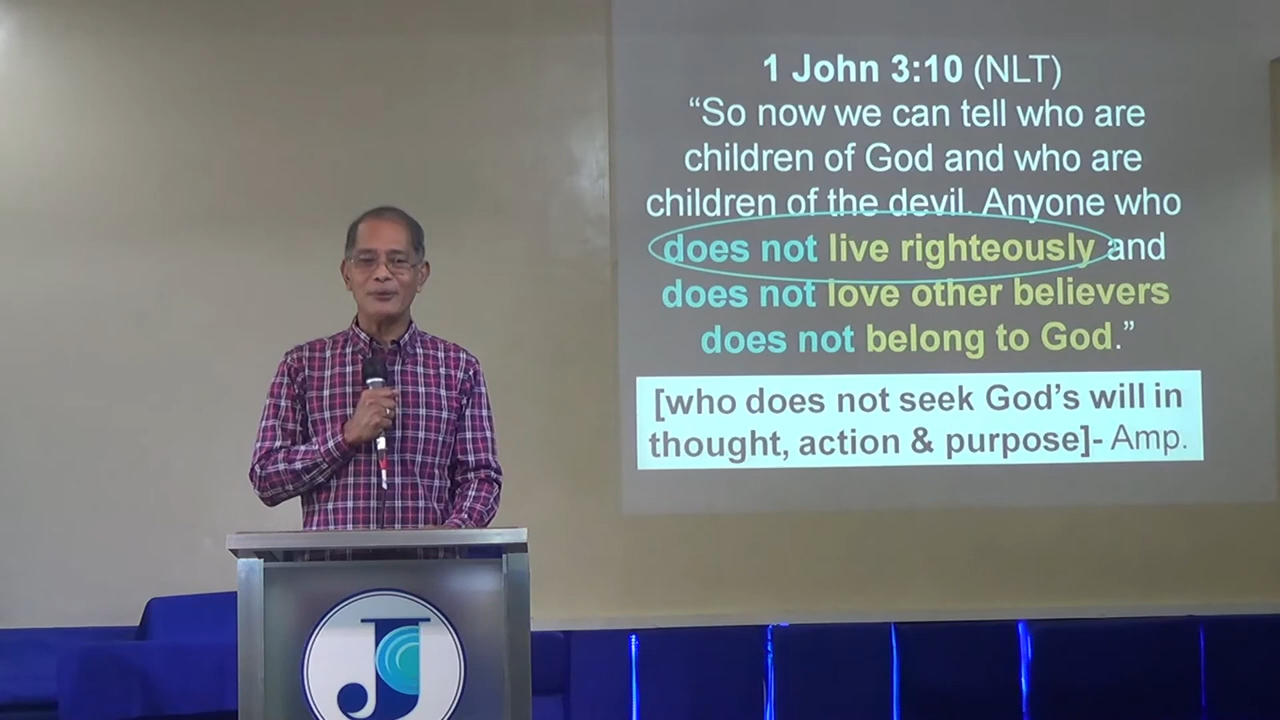 1 John 3:10 (NLT)
“So now we can tell who are
children of God and who are
children of the devil. Anyone who
does not live righteously and
does not love other believers
does not belong to God.”
[who does not seek God’s will in
thought, action & purpose]- Amp.
J